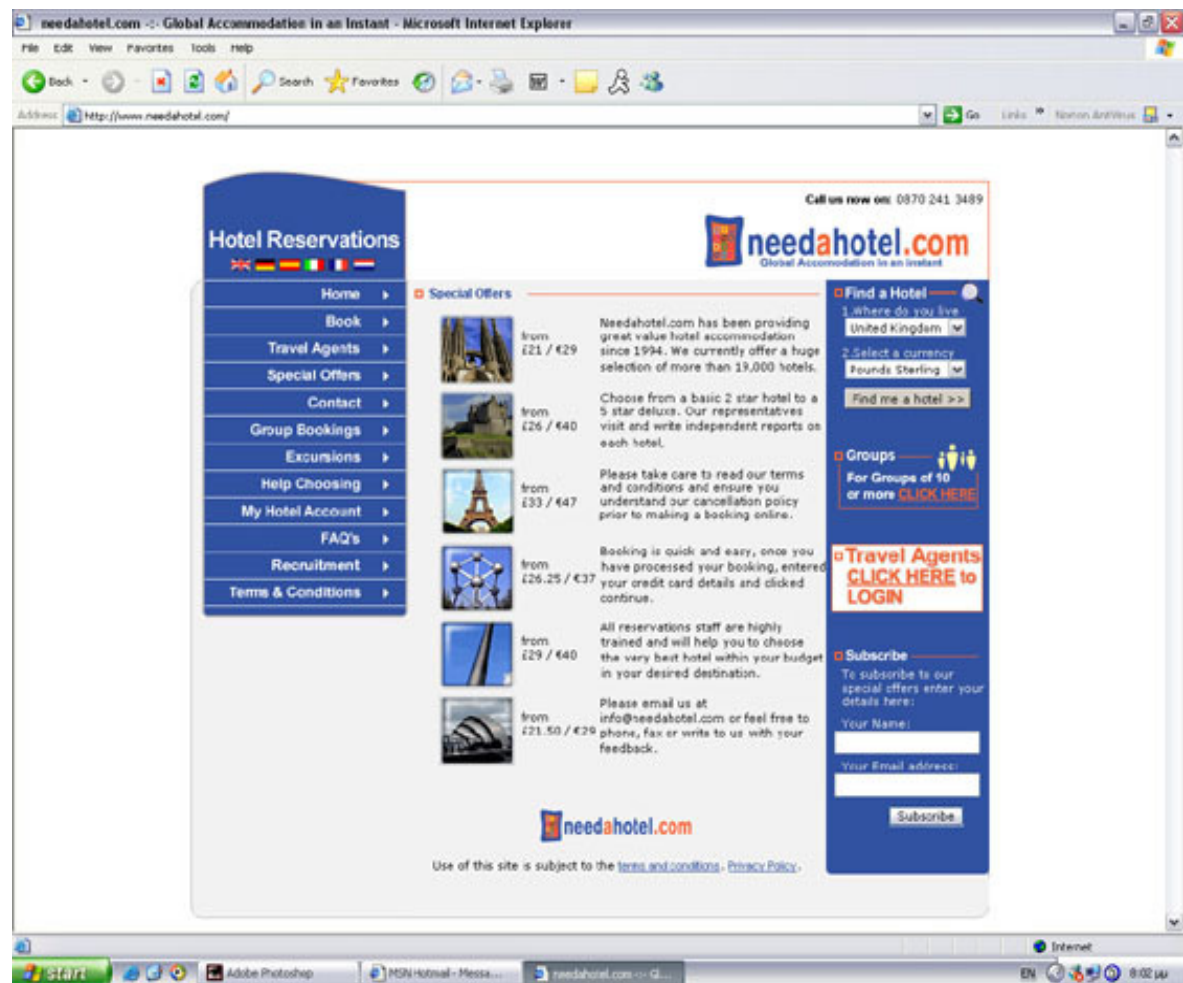 needahotel.com -:- Global Accommodation in an Instant - Microsoft Internet Explorer
File Edit View Favorites Tools Help
Back Search Favorites
Address http://www.needahotel.com/ Go Links Norton AntiVirus
Call us now on: 0870 241 3489
Hotel Reservations
needahotel.com
Global Accomodation in an instant
Home
Book
Travel Agents
Special Offers
Contact
Group Bookings
Excursions
Help Choosing
My Hotel Account
FAQ's
Recruitment
Terms & Conditions
Special Offers
from
£21 / €29
Needahotel.com has been providing
great value hotel accommodation
since 1994. We currently offer a huge
selection of more than 19,000 hotels.
from
£26 / €40
Choose from a basic 2 star hotel to a
5 star deluxe. Our representatives
visit and write independent reports on
each hotel.
from
£33 / €47
Please take care to read our terms
and conditions and ensure you
understand our cancellation policy
prior to making a booking online.
from
£26.25 / €37
Booking is quick and easy, once you
have processed your booking, entered
your credit card details and clicked
continue.
from
£29 / €40
All reservations staff are highly
trained and will help you to choose
the very best hotel within your budget
in your desired destination.
from
£21.50 / €29
Please email us at
info@needahotel.com or feel free to
phone, fax or write to us with your
feedback.
needahotel.com
Use of this site is subject to the terms and conditions. Privacy Policy.
Find a Hotel
1.Where do you live
United Kingdom
2.Select a currency
Pounds Sterling
Find me a hotel >>
Groups
For Groups of 10
or more CLICK HERE
Travel Agents
CLICK HERE to
LOGIN
Subscribe
To subscribe to our
special offers enter your
details here:
Your Name:
Your Email address:
Subscribe
Internet
start Adobe Photoshop MSN Hotmail - Messa... needahotel.com -:- Gl... EN 8:02 μμ